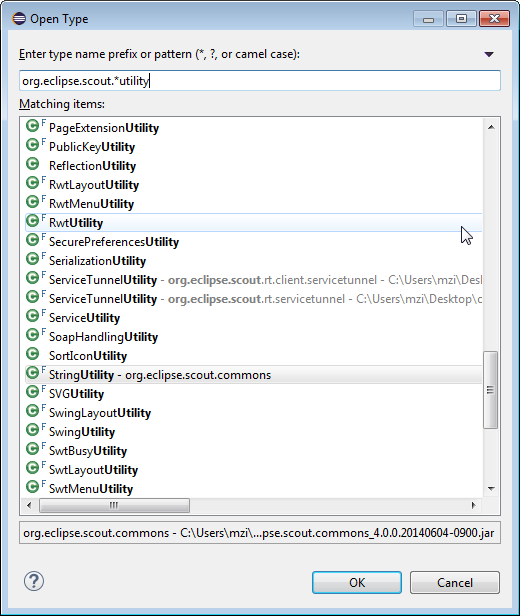 Open Type
Enter type name prefix or pattern (*, ?, or camel case):
org.eclipse.scout.*utility
Matching items:
C F PageExtensionUtility
C F PublicKeyUtility
C ReflectionUtility
C F RwtLayoutUtility
C F RwtMenuUtility
C F RwtUtility
C F SecurePreferencesUtility
C F SerializationUtility
C F ServiceTunnelUtility - org.eclipse.scout.rt.client.servicetunnel - C:\Users\mzi\Desk
C F ServiceTunnelUtility - org.eclipse.scout.rt.servicetunnel - C:\Users\mzi\Desktop\c
C F ServiceUtility
C F SoapHandlingUtility
C SortIconUtility
C F StringUtility - org.eclipse.scout.commons
C F SVGUtility
C F SwingLayoutUtility
C F SwingUtility
C F SwtBusyUtility
C F SwtLayoutUtility
C F SwtMenuUtility
org.eclipse.scout.commons - C:\Users\mzi\...pse.scout.commons_4.0.0.20140604-0900.jar
?
OK
Cancel